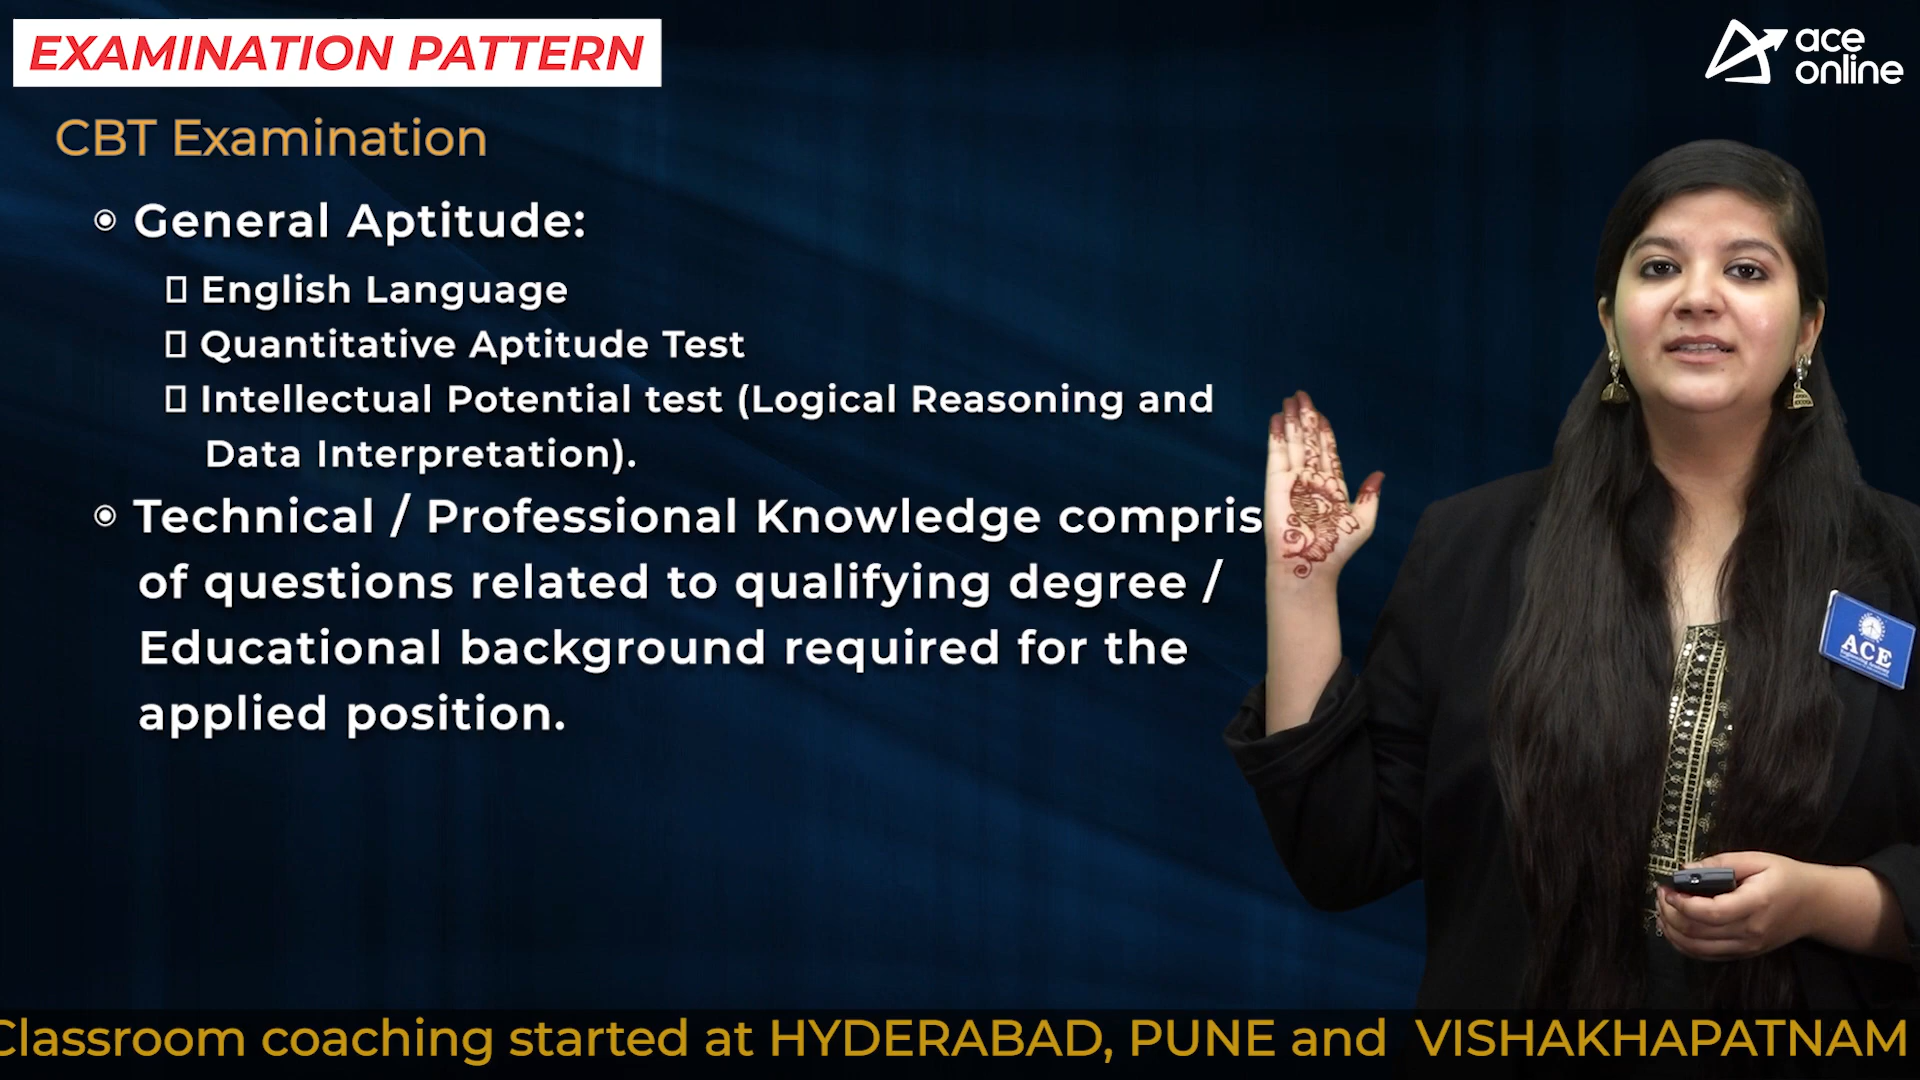 EXAMINATION PATTERN
ace
online
CBT Examination
General Aptitude:
English Language
Quantitative Aptitude Test
Intellectual Potential test (Logical Reasoning and
Data Interpretation).
Technical / Professional Knowledge compris
of questions related to qualifying degree /
Educational background required for the
applied position.
ACE
Classroom coaching started at HYDERABAD, PUNE and VISHAKHAPATNAM